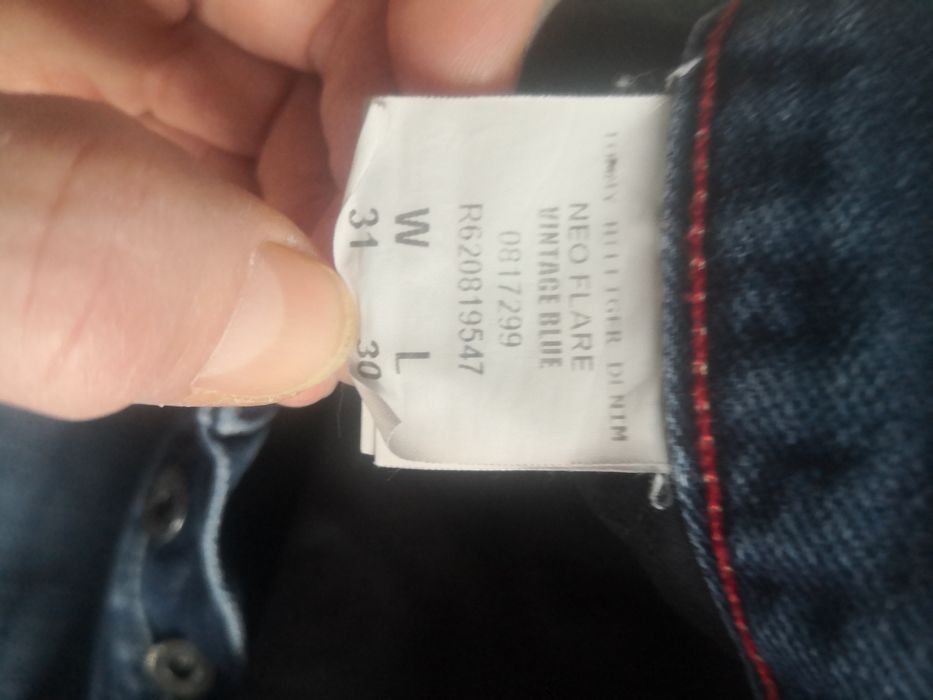 TOMMY HILFIGER DENIM
NEO FLARE
VINTAGE BLUE
0817299
R620819547
W L
31 30